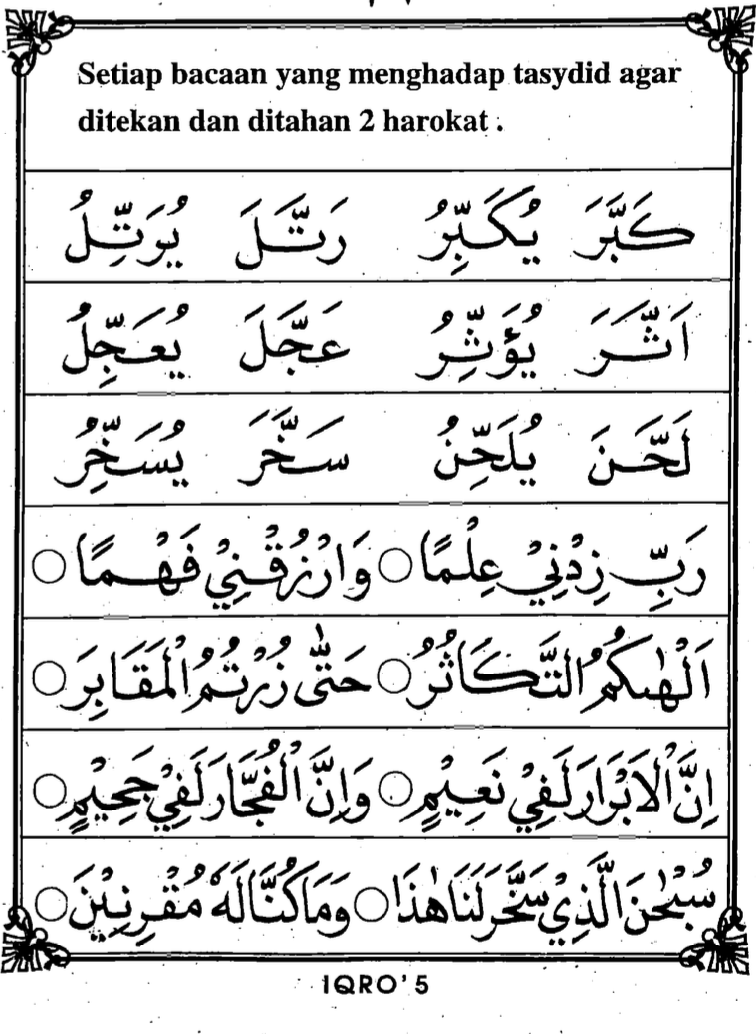 Setiap bacaan yang menghadap tasydid agar
ditekan dan ditahan 2 harokat .
كَبَّرَ يُكَبِّرُ رَتَّلَ يُرَتِّلُ
اَثَّرَ يُؤَثِّرُ عَجَّلَ يُعَجِّلُ
لَحَّنَ يُلَحِّنُ سَخَّرَ يُسَخِّرُ
رَبِّ زِدْنِيْ عِلْمًا ○ وَارْزُقْنِيْ فَهْمًا ○
اَلْهٰىكُمُ التَّكَاثُرُ ○ حَتّٰى زُرْتُمُ الْمَقَابِرَ ○
اِنَّ الْاَبْرَارَ لَفِيْ نَعِيْمٍ ○ وَاِنَّ الْفُجَّارَ لَفِيْ جَحِيْمٍ ○
سُبْحٰنَ الَّذِيْ سَخَّرَ لَنَا هٰذَا ○ وَمَا كُنَّا لَهٗ مُقْرِنِيْنَ ○
IQRO'5